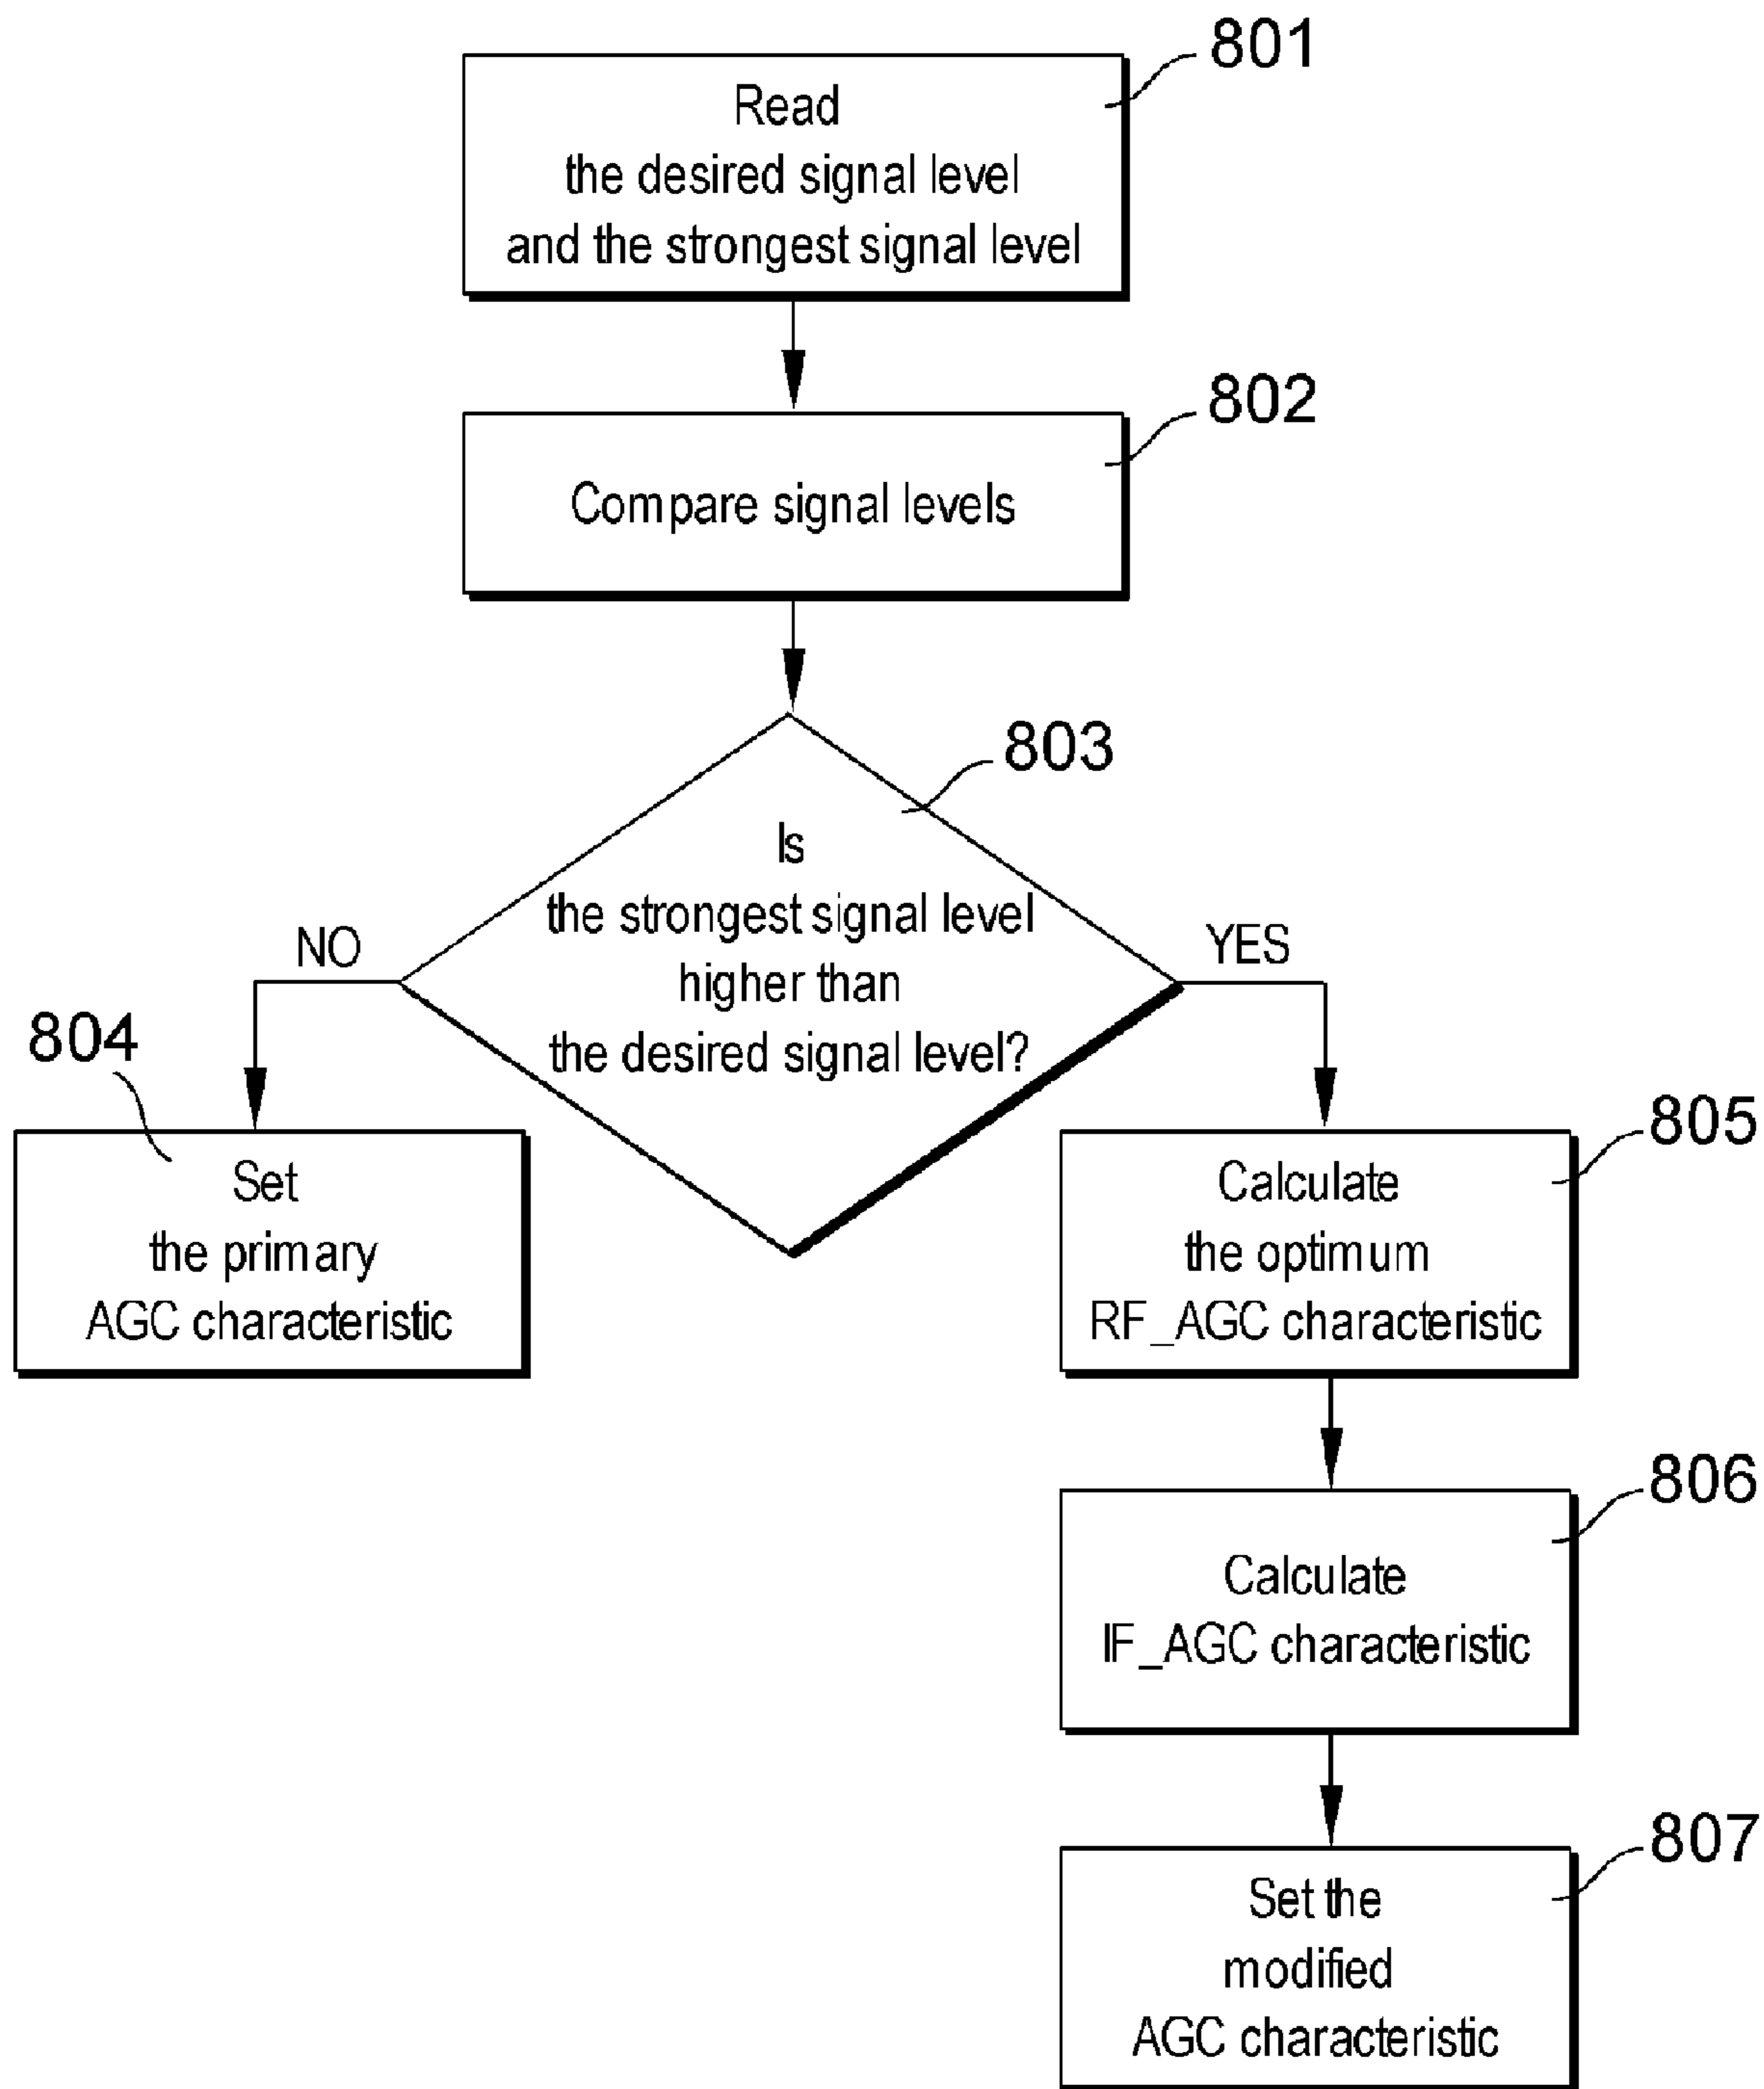 801
Read
the desired signal level
and the strongest signal level
802
Compare signal levels
803
Is
the strongest signal level
higher than
the desired signal level?
NO
YES
804
Set
the primary
AGC characteristic
805
Calculate
the optimum
RF_AGC characteristic
806
Calculate
IF_AGC characteristic
807
Set the
modified
AGC characteristic